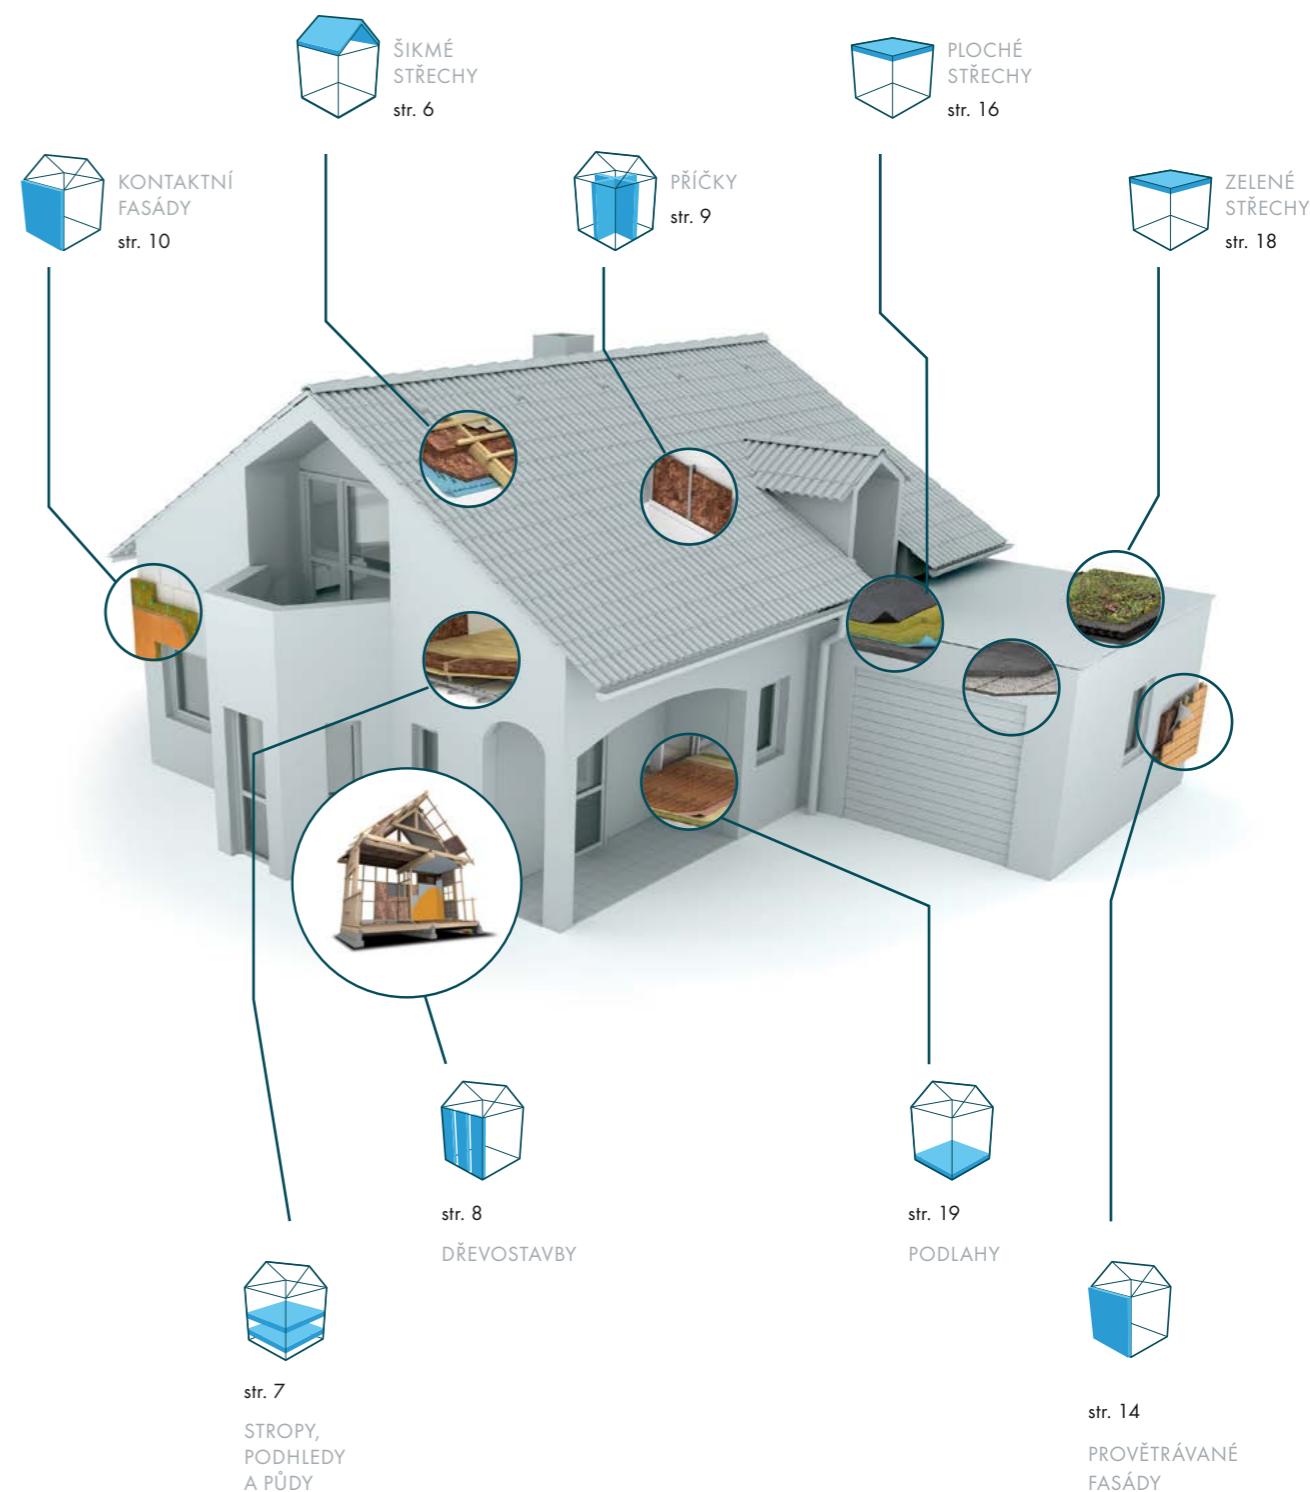 ŠIKMÉ
STŘECHY
str. 6
PLOCHÉ
STŘECHY
str. 16
KONTAKTNÍ
FASÁDY
str. 10
PŘÍČKY
str. 9
ZELENÉ
STŘECHY
str. 18
str. 8
DŘEVOSTAVBY
str. 19
PODLAHY
str. 7
STROPY,
PODHLEDY
A PŮDY
str. 14
PROVĚTRÁVANÉ
FASÁDY